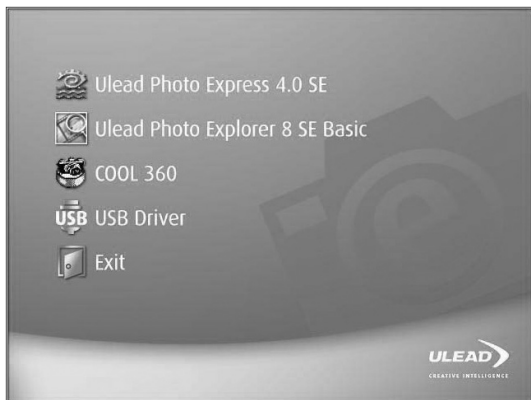 Ulead Photo Express 4.0 SE
Ulead Photo Explorer 8 SE Basic
COOL 360
USB USB Driver
Exit
ULEAD
CREATIVE INTELLIGENCE